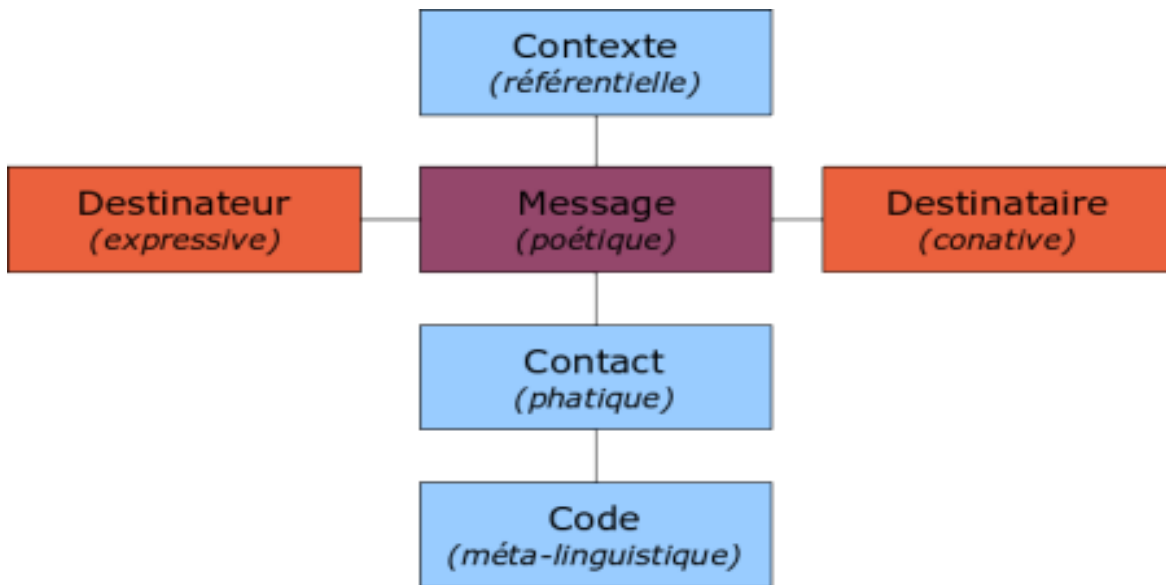 Contexte
(référentielle)
Destinateur
(expressive)
Message
(poétique)
Destinataire
(conative)
Contact
(phatique)
Code
(méta-linguistique)